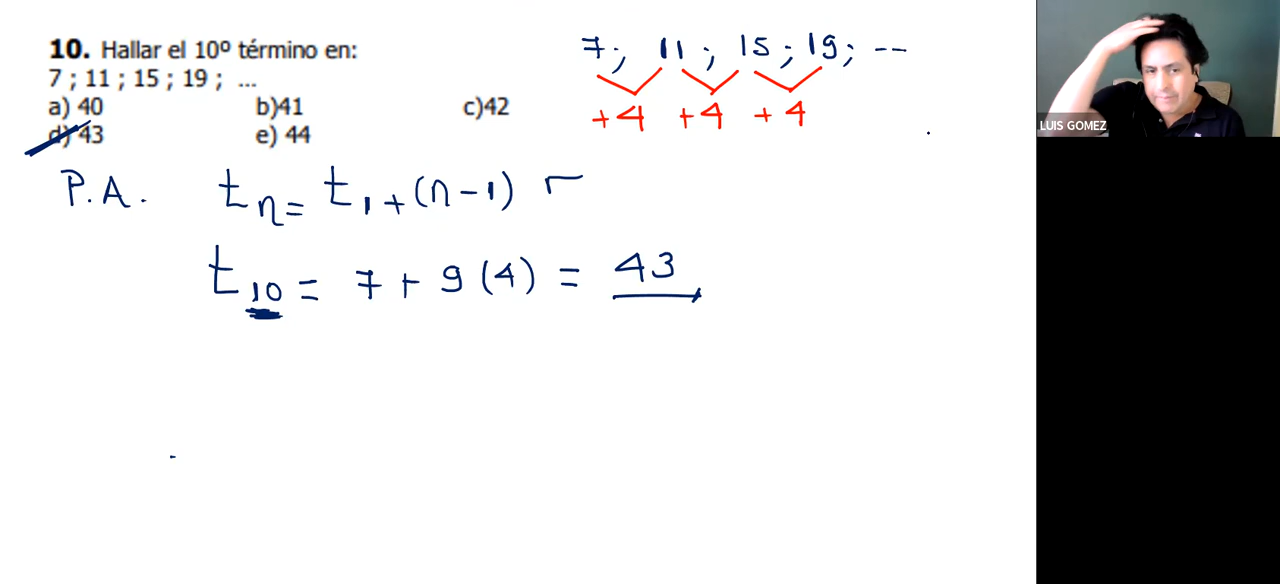 10. Hallar el 10º término en:
7 ; 11 ; 15 ; 19 ; ...
a) 40 b)41 c)42
d) 43 e) 44
7; 11; 15; 19; --
+4 +4 +4
P.A. tn= t1+(n-1) r
t10 = 7+9(4) = 43
LUIS GOMEZ